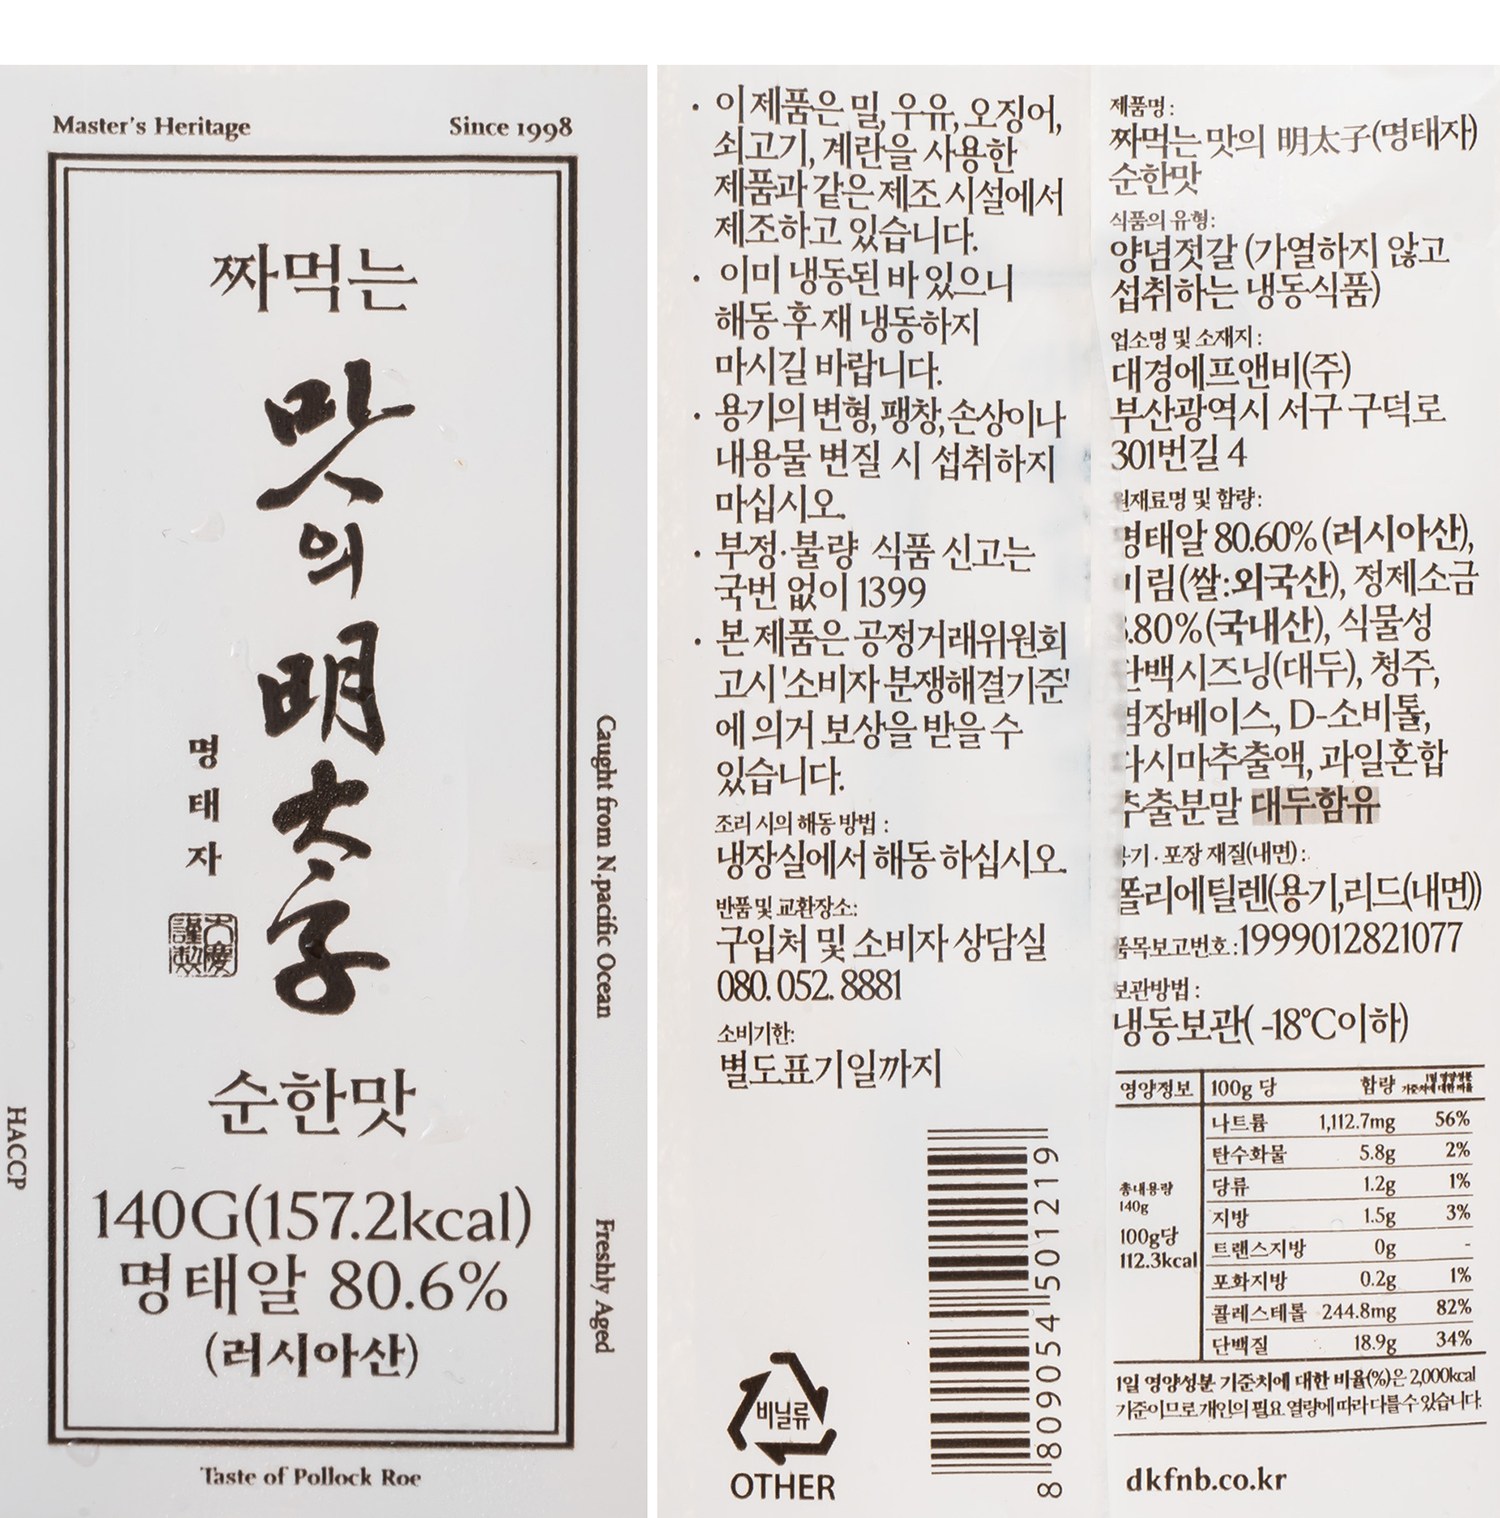 Master's Heritage
Since 1998
짜먹는
맛의 明太子
명태자
大慶謹製
순한맛
140G(157.2kcal)
명태알 80.6%
(러시아산)
HACCP
Caught from N.pacific Ocean
Freshly Aged
Taste of Pollock Roe
· 이 제품은 밀, 우유, 오징어,
쇠고기, 계란을 사용한
제품과 같은 제조 시설에서
제조하고 있습니다.
· 이미 냉동된 바 있으니
해동 후 재 냉동하지
마시길 바랍니다.
· 용기의 변형, 팽창, 손상이나
내용물 변질 시 섭취하지
마십시오.
· 부정·불량 식품 신고는
국번 없이 1399
· 본 제품은 공정거래위원회
고시 '소비자 분쟁해결기준'
에 의거 보상을 받을 수
있습니다.
조리 시의 해동 방법 :
냉장실에서 해동 하십시오.
반품 및 교환장소:
구입처 및 소비자 상담실
080. 052. 8881
소비기한:
별도표기일까지
비닐류
OTHER
8 809054 501219
제품명 :
짜먹는 맛의 明太子(명태자)
순한맛
식품의 유형:
양념젓갈 (가열하지 않고
섭취하는 냉동식품)
업소명 및 소재지 :
대경에프앤비(주)
부산광역시 서구 구덕로
301번길 4
원재료명 및 함량 :
명태알 80.60% (러시아산),
미림(쌀:외국산), 정제소금
.80%(국내산), 식물성
단백시즈닝(대두), 청주,
장베이스, D-소비톨,
다시마추출액, 과일혼합
추출분말 대두함유
용기 · 포장 재질(내면) :
폴리에틸렌(용기,리드(내면))
품목보고번호 : 1999012821077
보관방법 :
냉동보관( -18°C이하)
영양정보 100g 당 함량 1일 영양성분 기준치에 대한 비율
총내용량
140g
100g당
112.3kcal
나트륨 1,112.7mg 56%
탄수화물 5.8g 2%
당류 1.2g 1%
지방 1.5g 3%
트랜스지방 0g -
포화지방 0.2g 1%
콜레스테롤 244.8mg 82%
단백질 18.9g 34%
1일 영양성분 기준치에 대한 비율(%)은 2,000kcal
기준이므로 개인의 필요 열량에 따라 다를 수 있습니다.
dkfnb.co.kr